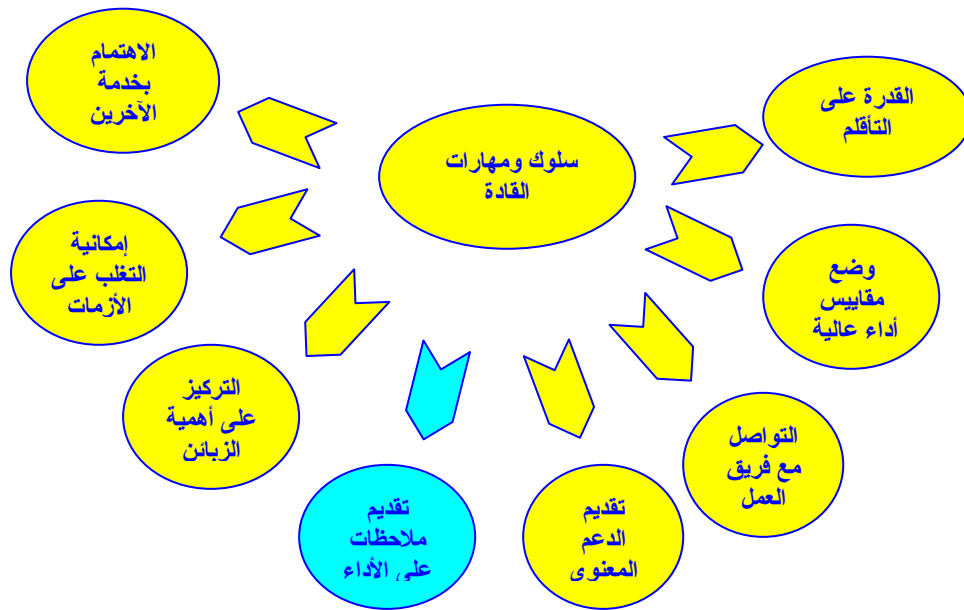 سلوك ومهارات
القادة
القدرة على
التأقلم
وضع
مقاييس
أداء عالية
التواصل
مع فريق
العمل
تقديم
الدعم
المعنوى
تقديم
ملاحظات
على الأداء
التركيز
على أهمية
الزبائن
إمكانية
التغلب على
الأزمات
الاهتمام
بخدمة
الآخرين